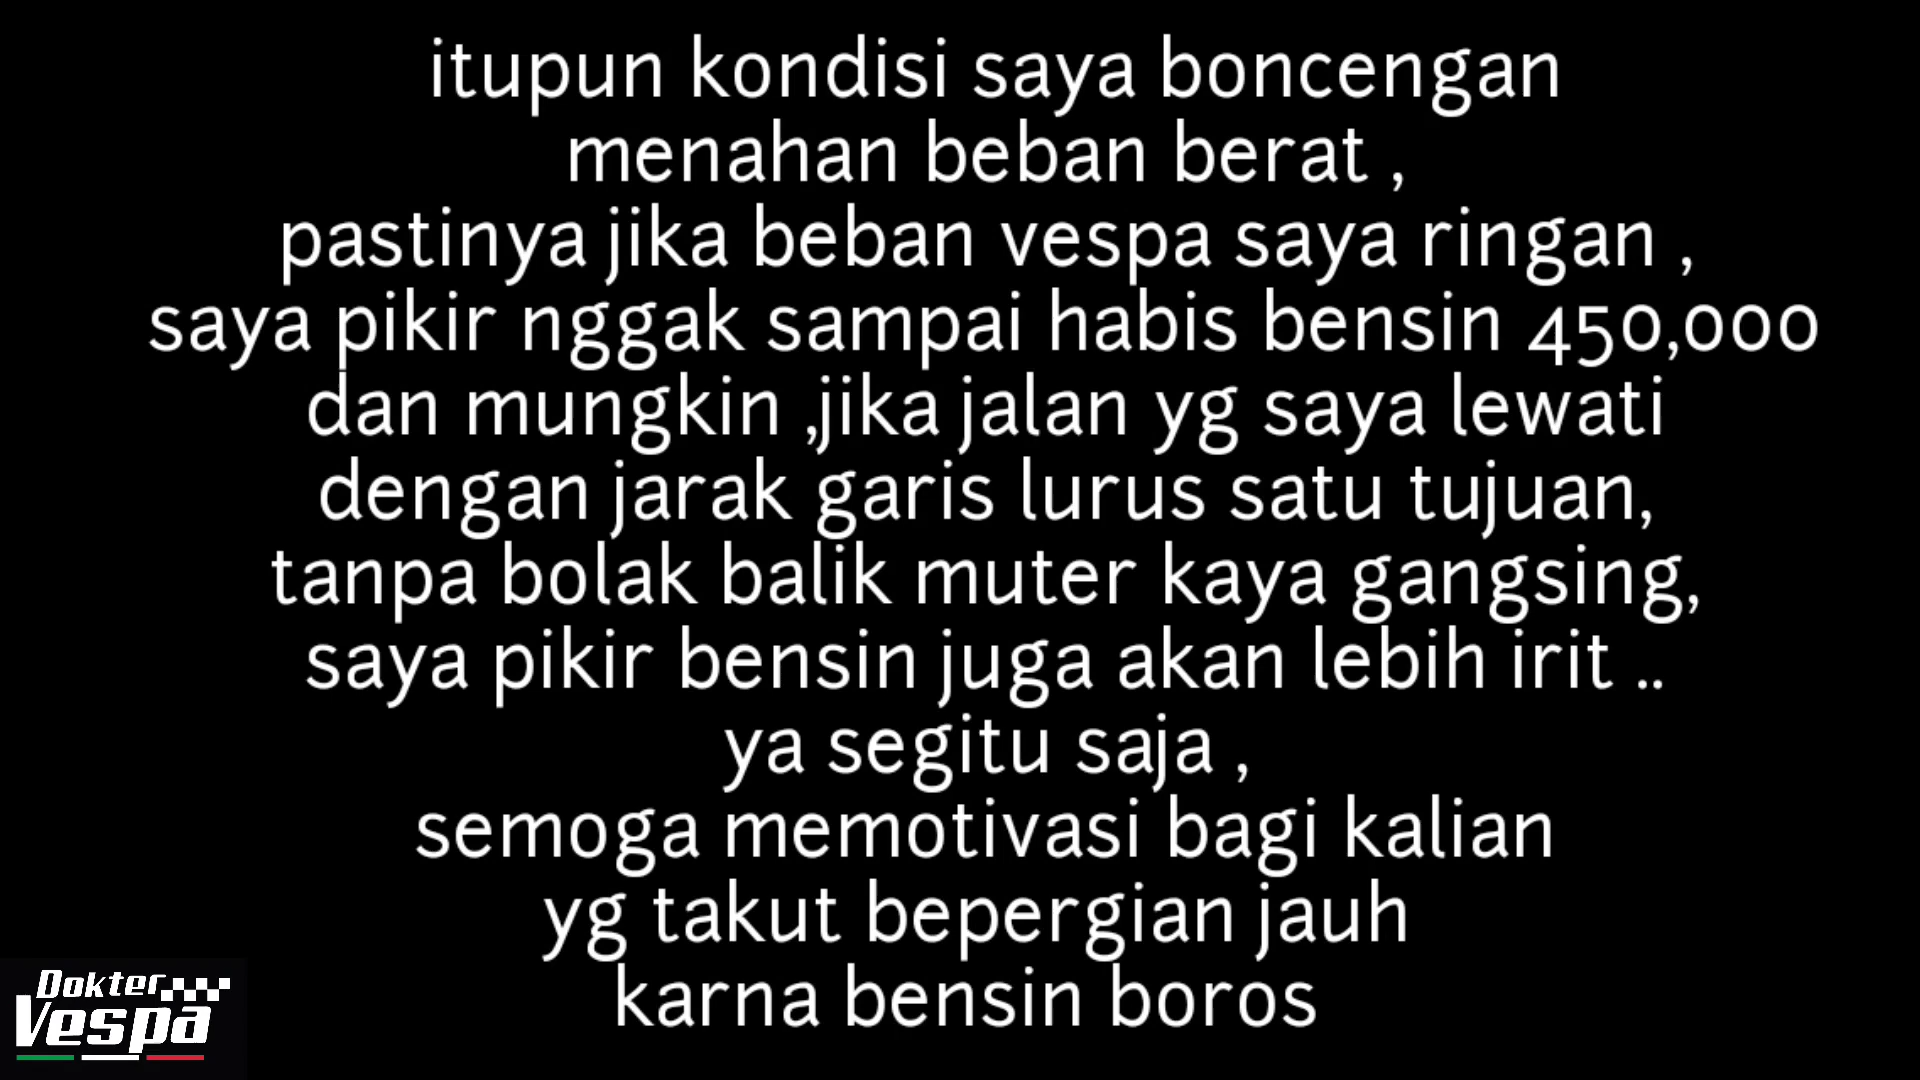 itupun kondisi saya boncengan
menahan beban berat ,
pastinya jika beban vespa saya ringan ,
saya pikir nggak sampai habis bensin 450,000
dan mungkin ,jika jalan yg saya lewati
dengan jarak garis lurus satu tujuan,
tanpa bolak balik muter kaya gangsing,
saya pikir bensin juga akan lebih irit ..
ya segitu saja ,
semoga memotivasi bagi kalian
yg takut bepergian jauh
karna bensin boros
Dokter
Vespa